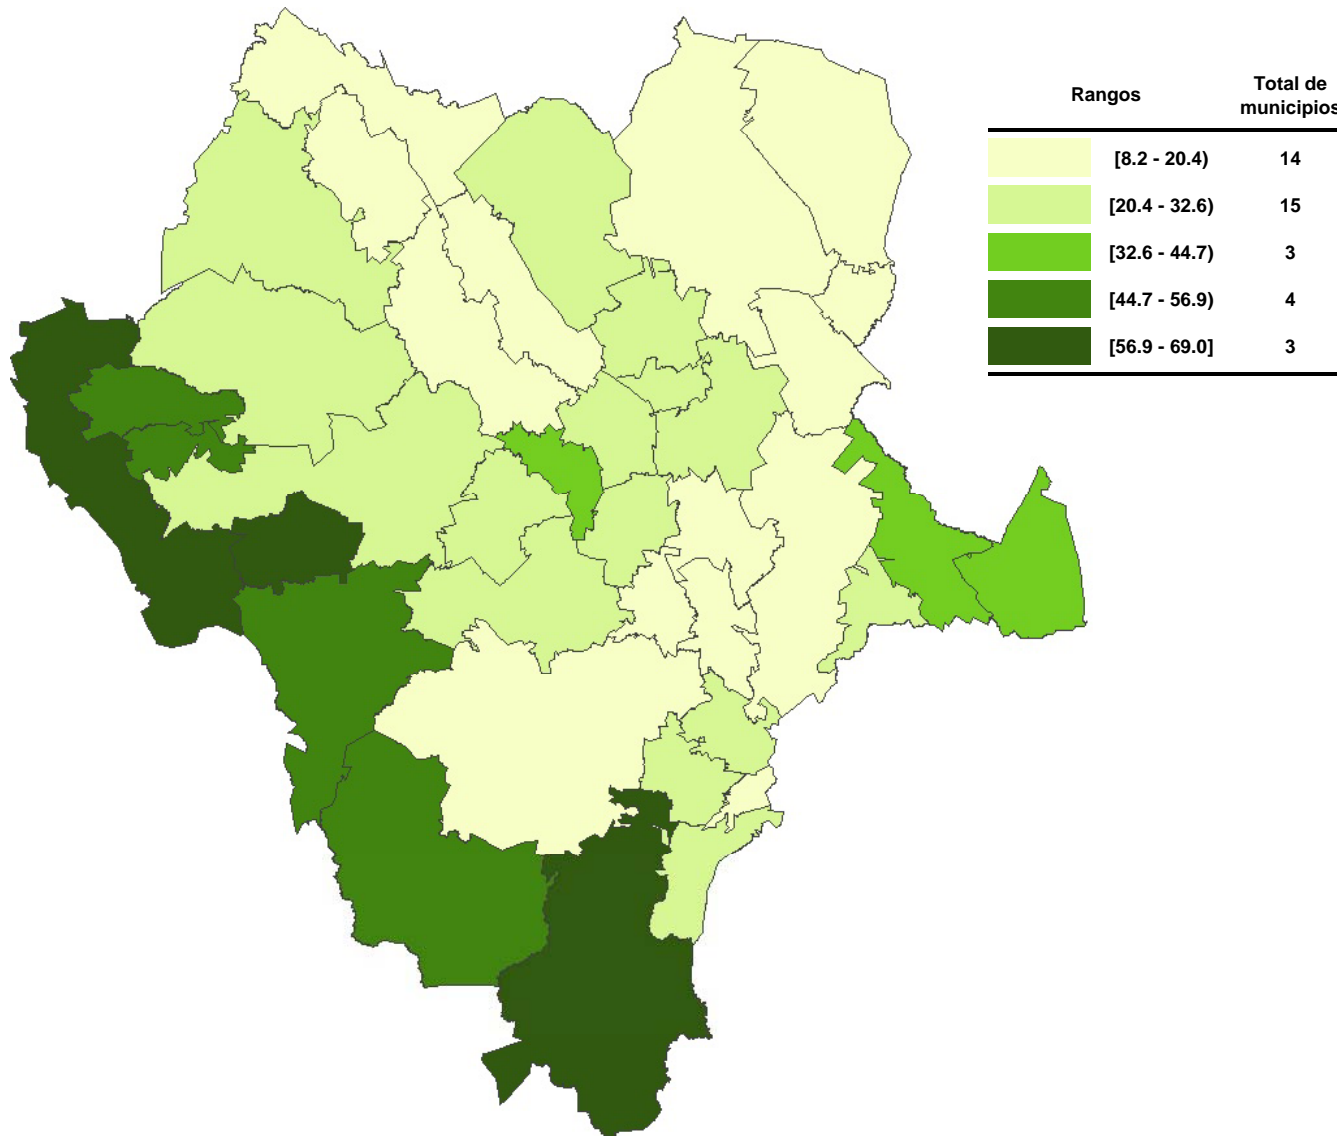 Rangos
Total de
municipios
[8.2 - 20.4) 14
[20.4 - 32.6) 15
[32.6 - 44.7) 3
[44.7 - 56.9) 4
[56.9 - 69.0] 3